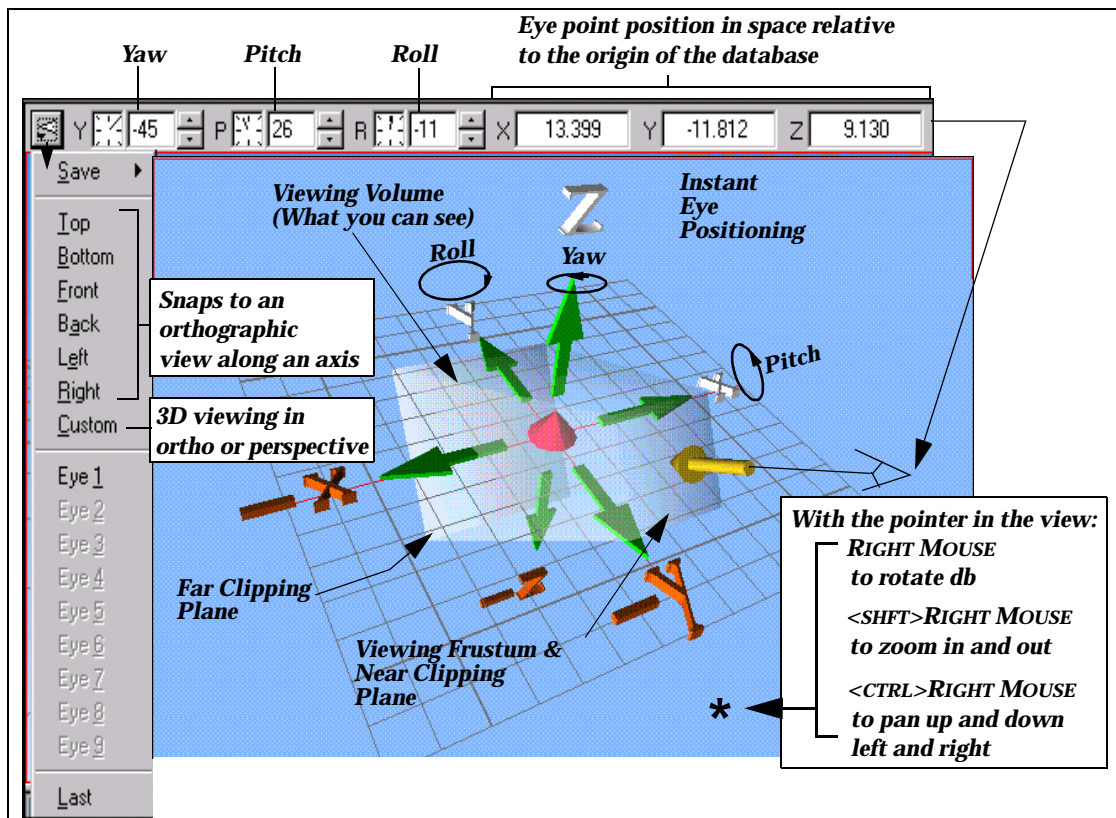 Eye point position in space relative
to the origin of the database
Yaw
Pitch
Roll
Y -45 P 26 R -11 X 13.399 Y -11.812 Z 9.130
Save
Top
Bottom
Front
Back
Left
Right
Custom
Eye 1
Eye 2
Eye 3
Eye 4
Eye 5
Eye 6
Eye 7
Eye 8
Eye 9
Last
Snaps to an
orthographic
view along an axis
3D viewing in
ortho or perspective
Viewing Volume
(What you can see)
Instant
Eye
Positioning
Z
Roll
Yaw
Y
Pitch
X
-X
-Z
-Y
Far Clipping
Plane
Viewing Frustum &
Near Clipping
Plane
*
With the pointer in the view:
RIGHT MOUSE
to rotate db
<SHFT>RIGHT MOUSE
to zoom in and out
<CTRL>RIGHT MOUSE
to pan up and down
left and right